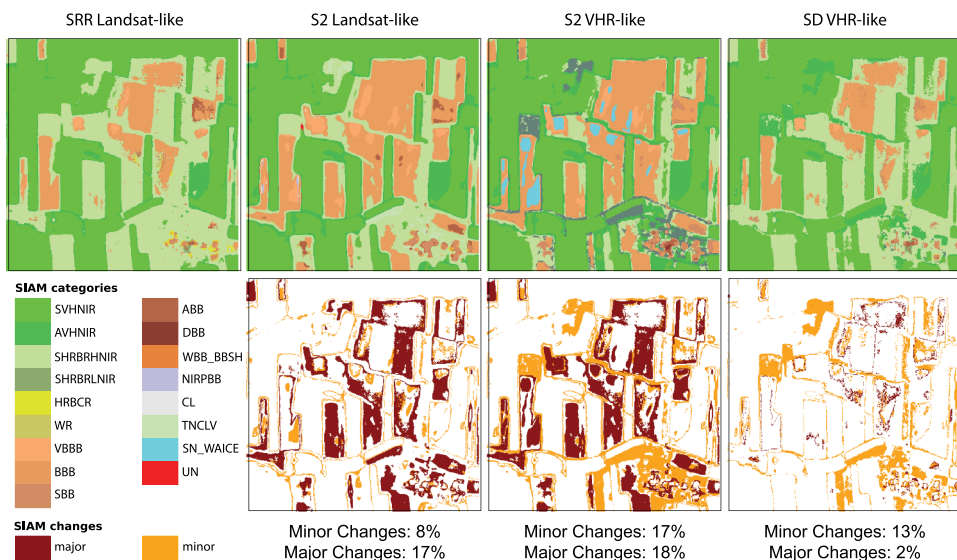 SRR Landsat-like
S2 Landsat-like
S2 VHR-like
SD VHR-like
SIAM categories
SVHNIR
AVHNIR
SHRBRHNIR
SHRBRLNIR
HRBCR
WR
VBBB
BBB
SBB
ABB
DBB
WBB_BBSH
NIRPBB
CL
TNCLV
SN_WAICE
UN
SIAM changes
major
minor
Minor Changes: 8%
Major Changes: 17%
Minor Changes: 17%
Major Changes: 18%
Minor Changes: 13%
Major Changes: 2%